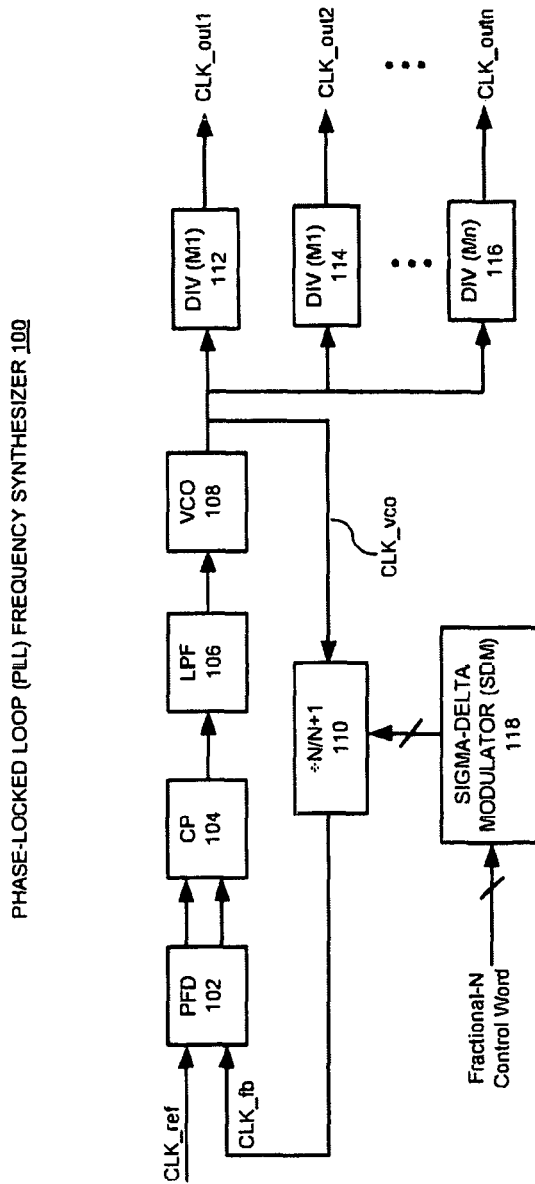 PHASE-LOCKED LOOP (PLL) FREQUENCY SYNTHESIZER 100
CLK_ref
CLK_fb
PFD
102
CP
104
LPF
106
VCO
108
DIV (M1)
112
CLK_out1
DIV (M1)
114
CLK_out2
DIV (Mn)
116
CLK_outn
CLK_vco
÷N/N+1
110
SIGMA-DELTA
MODULATOR (SDM)
118
Fractional-N
Control Word